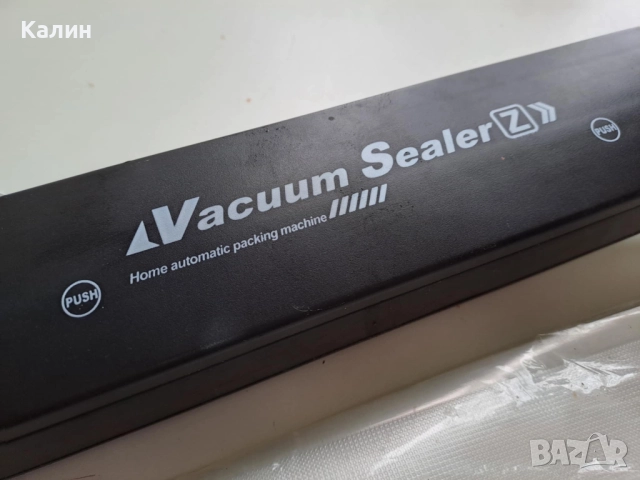 Калин
Vacuum Sealer Z
Home automatic packing machine
PUSH
PUSH
BAZAR